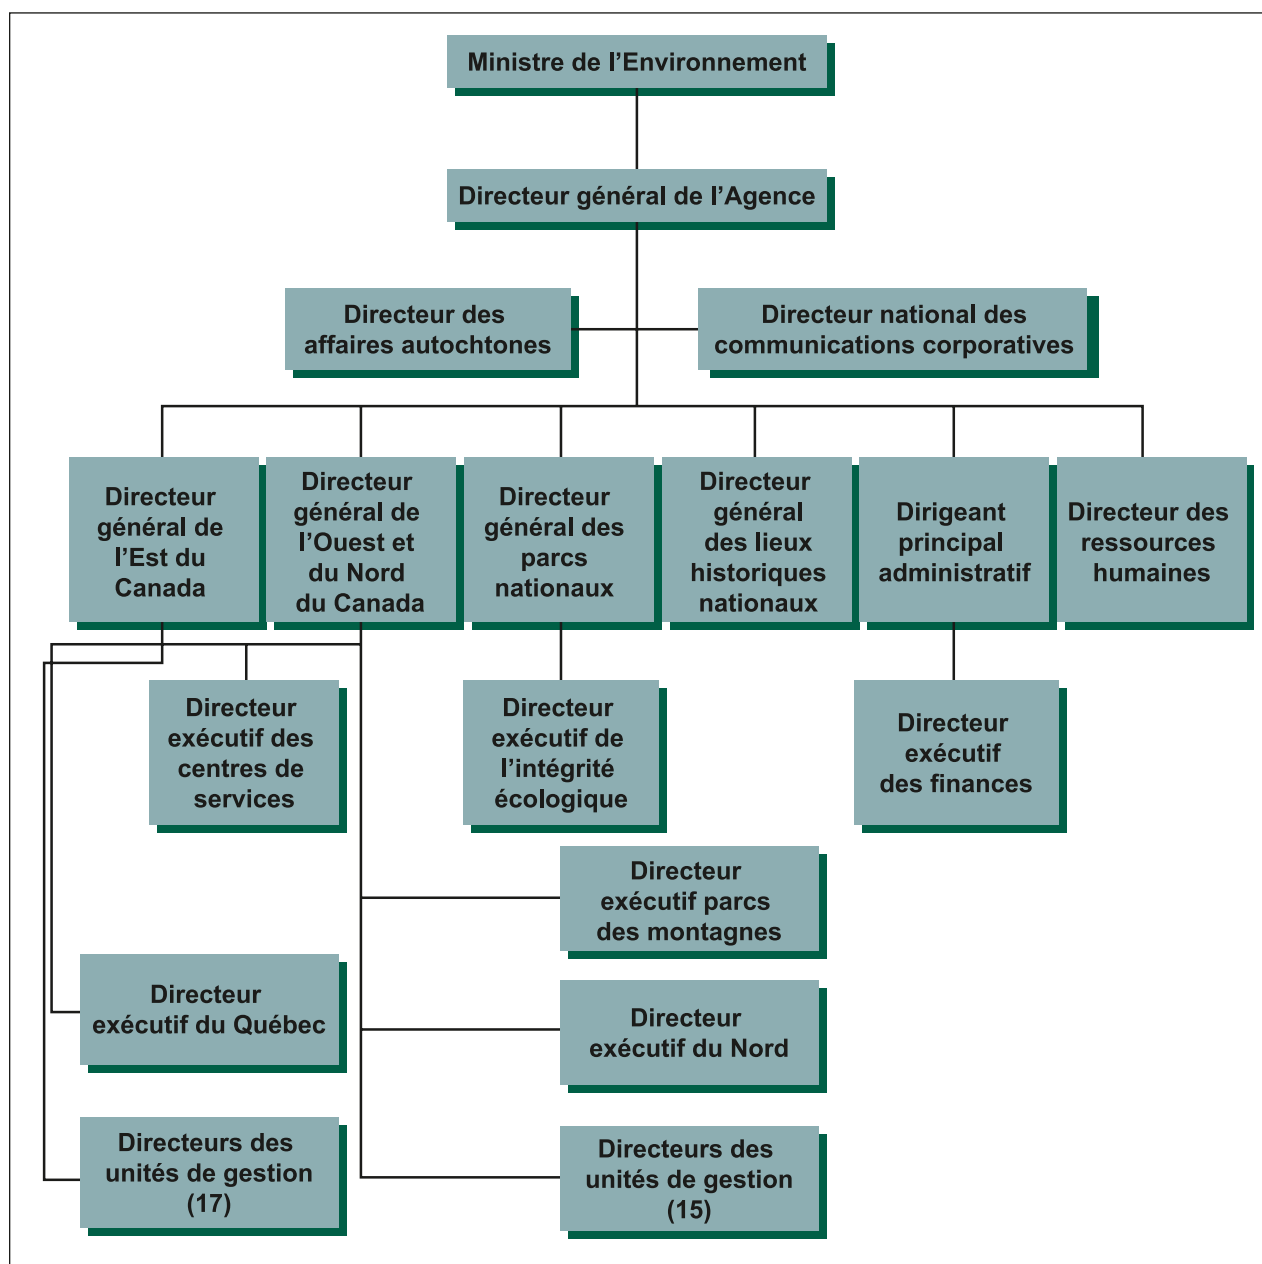 Ministre de l'Environnement
Directeur général de l'Agence
Directeur des
affaires autochtones
Directeur national des
communications corporatives
Directeur
général de
l'Est du
Canada
Directeur
général de
l'Ouest et
du Nord
du Canada
Directeur
général des
parcs
nationaux
Directeur
général
des lieux
historiques
nationaux
Dirigeant
principal
administratif
Directeur des
ressources
humaines
Directeur
exécutif des
centres de
services
Directeur
exécutif de
l'intégrité
écologique
Directeur
exécutif
des finances
Directeur
exécutif parcs
des montagnes
Directeur
exécutif du Québec
Directeur
exécutif du Nord
Directeurs des
unités de gestion
(17)
Directeurs des
unités de gestion
(15)